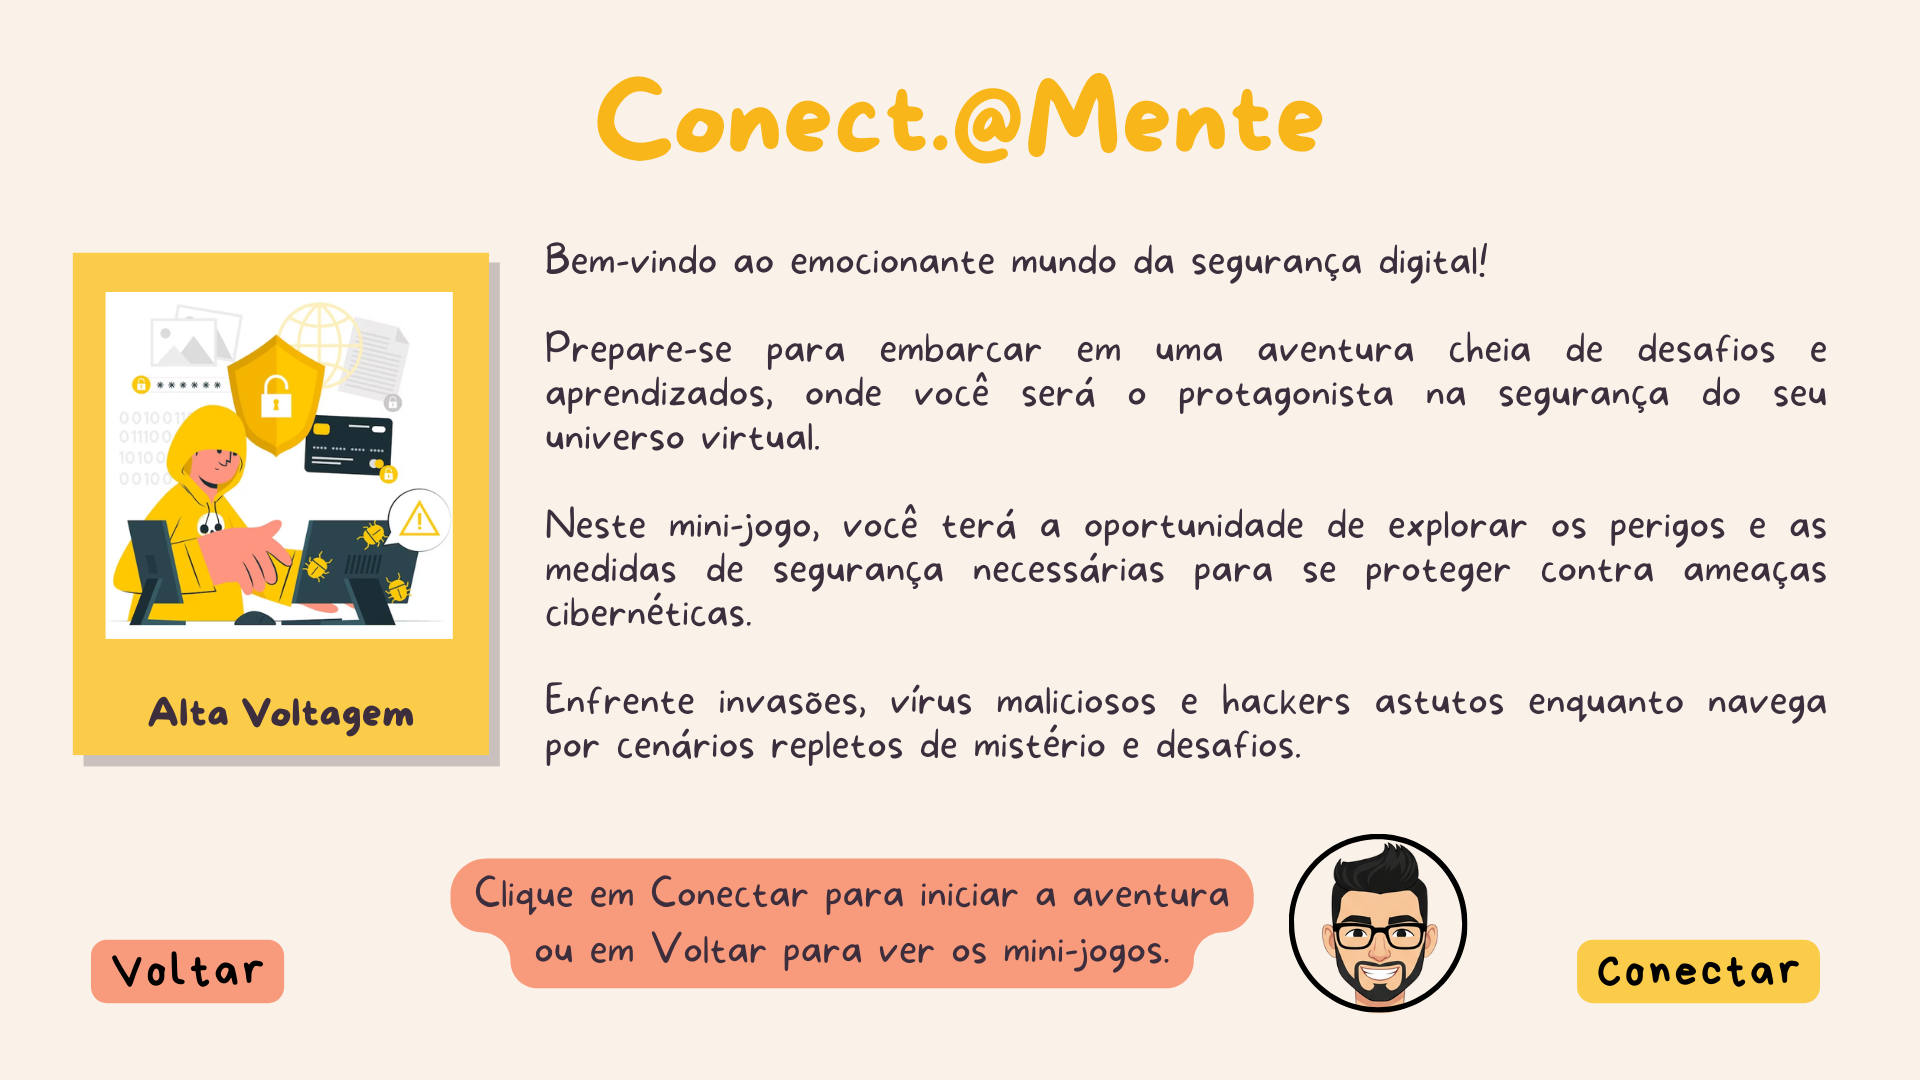 Conect.@Mente
Bem-vindo ao emocionante mundo da segurança digital!
Prepare-se para embarcar em uma aventura cheia de desafios e
aprendizados, onde você será o protagonista na segurança do seu
universo virtual.
Neste mini-jogo, você terá a oportunidade de explorar os perigos e as
medidas de segurança necessárias para se proteger contra ameaças
cibernéticas.
Enfrente invasões, vírus maliciosos e hackers astutos enquanto navega
por cenários repletos de mistério e desafios.
******
0010011
01110
10100
0010
!
Alta Voltagem
Clique em Conectar para iniciar a aventura
ou em Voltar para ver os mini-jogos.
Voltar
Conectar